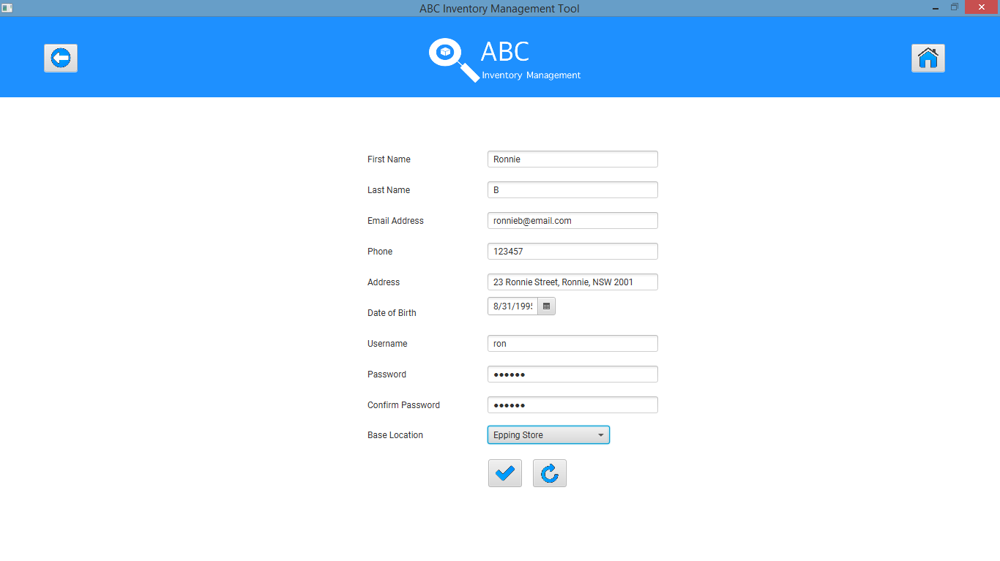 ABC Inventory Management Tool
ABC
Inventory Management
First Name Ronnie
Last Name B
Email Address ronnieb@email.com
Phone 123457
Address 23 Ronnie Street, Ronnie, NSW 2001
Date of Birth 8/31/199
Username ron
Password ●●●●●●
Confirm Password ●●●●●●
Base Location Epping Store